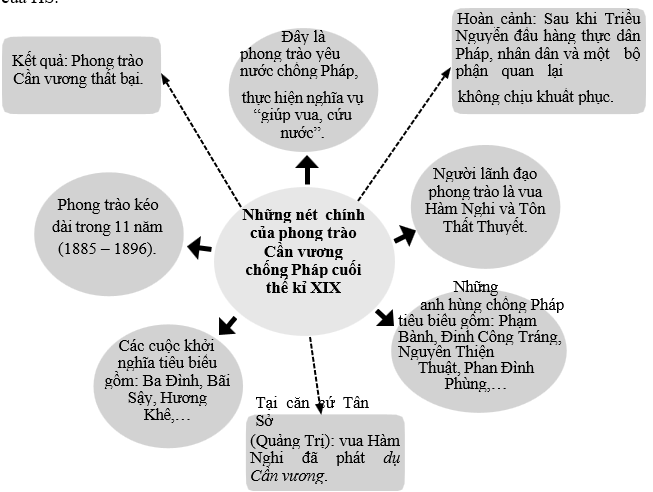 của HS.
Kết quả: Phong trào
Cần vương thất bại.
Đây là
phong trào yêu
nước chống Pháp,
thực hiện nghĩa vụ
“giúp vua, cứu
nước”.
Hoàn cảnh: Sau khi Triều
Nguyễn đầu hàng thực dân
Pháp, nhân dân và một bộ
phận quan lại
không chịu khuất phục.
Phong trào kéo
dài trong 11 năm
(1885 – 1896).
Những nét chính
của phong trào
Cần vương
chống Pháp cuối
thế kỉ XIX
Người lãnh đạo
phong trào là vua
Hàm Nghi và Tôn
Thất Thuyết.
Các cuộc khởi
nghĩa tiêu biểu
gồm: Ba Đình, Bãi
Sậy, Hương
Khê,…
Những
anh hùng chống Pháp
tiêu biểu gồm: Phạm
Bành, Đinh Công Tráng,
Nguyễn Thiện
Thuật, Phan Đình
Phùng,…
Tại căn cứ Tân
Sở
(Quảng Trị): vua Hàm
Nghi đã phát dụ
Cần vương.